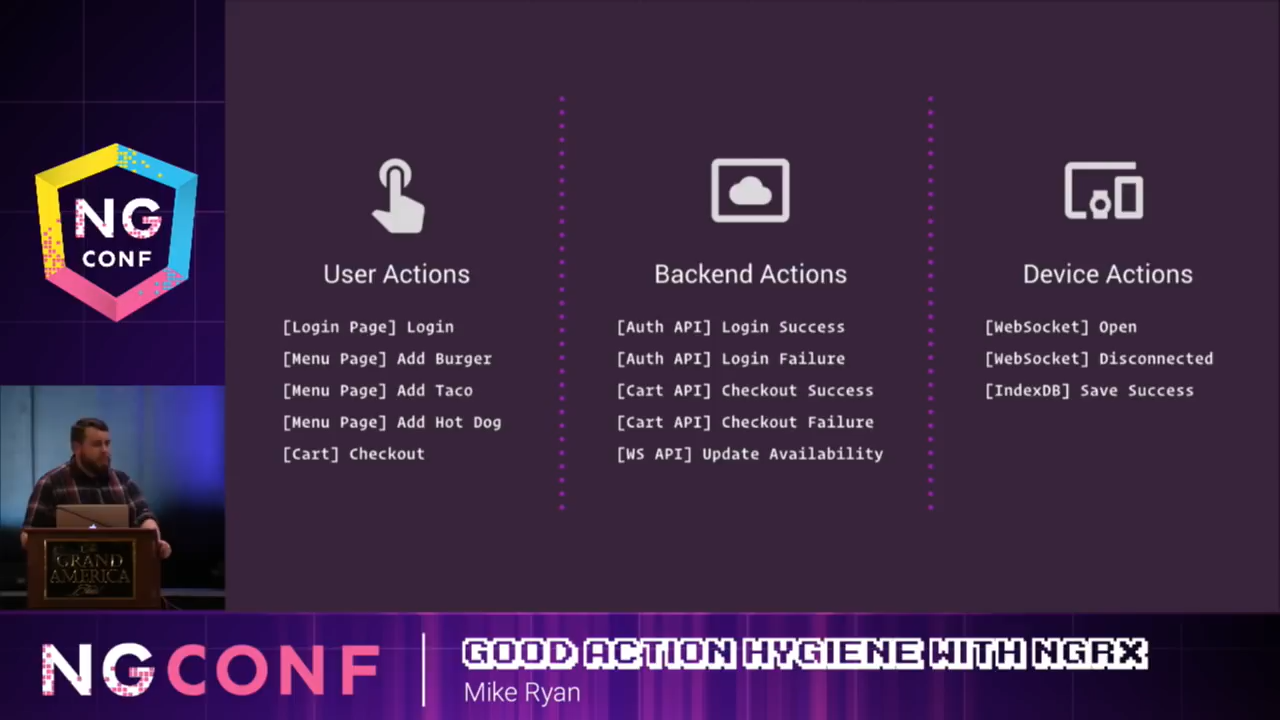 NG
CONF
User Actions
[Login Page] Login
[Menu Page] Add Burger
[Menu Page] Add Taco
[Menu Page] Add Hot Dog
[Cart] Checkout
Backend Actions
[Auth API] Login Success
[Auth API] Login Failure
[Cart API] Checkout Success
[Cart API] Checkout Failure
[WS API] Update Availability
Device Actions
[WebSocket] Open
[WebSocket] Disconnected
[IndexDB] Save Success
GRAND
AMERICA
NGCONF
GOOD ACTION HYGIENE WITH NGRX
Mike Ryan